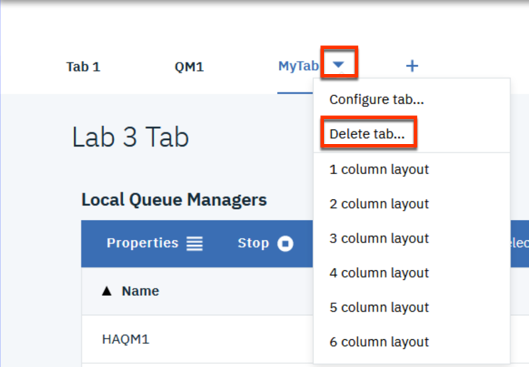 Tab 1 QM1 MyTab
Configure tab...
Lab 3 Tab
Delete tab...
1 column layout
Local Queue Managers
2 column layout
Properties Stop
3 column layout
Name
4 column layout
5 column layout
HAQM1
6 column layout